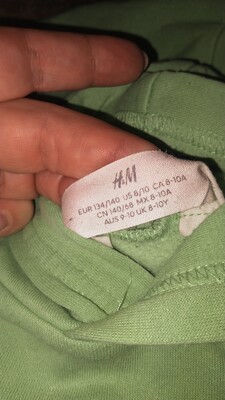 H&M
EUR 134/140 US 8/10 CA 8-10A
CN 140/68 MX 8-10A
AUS 9-10 UK 8-10Y